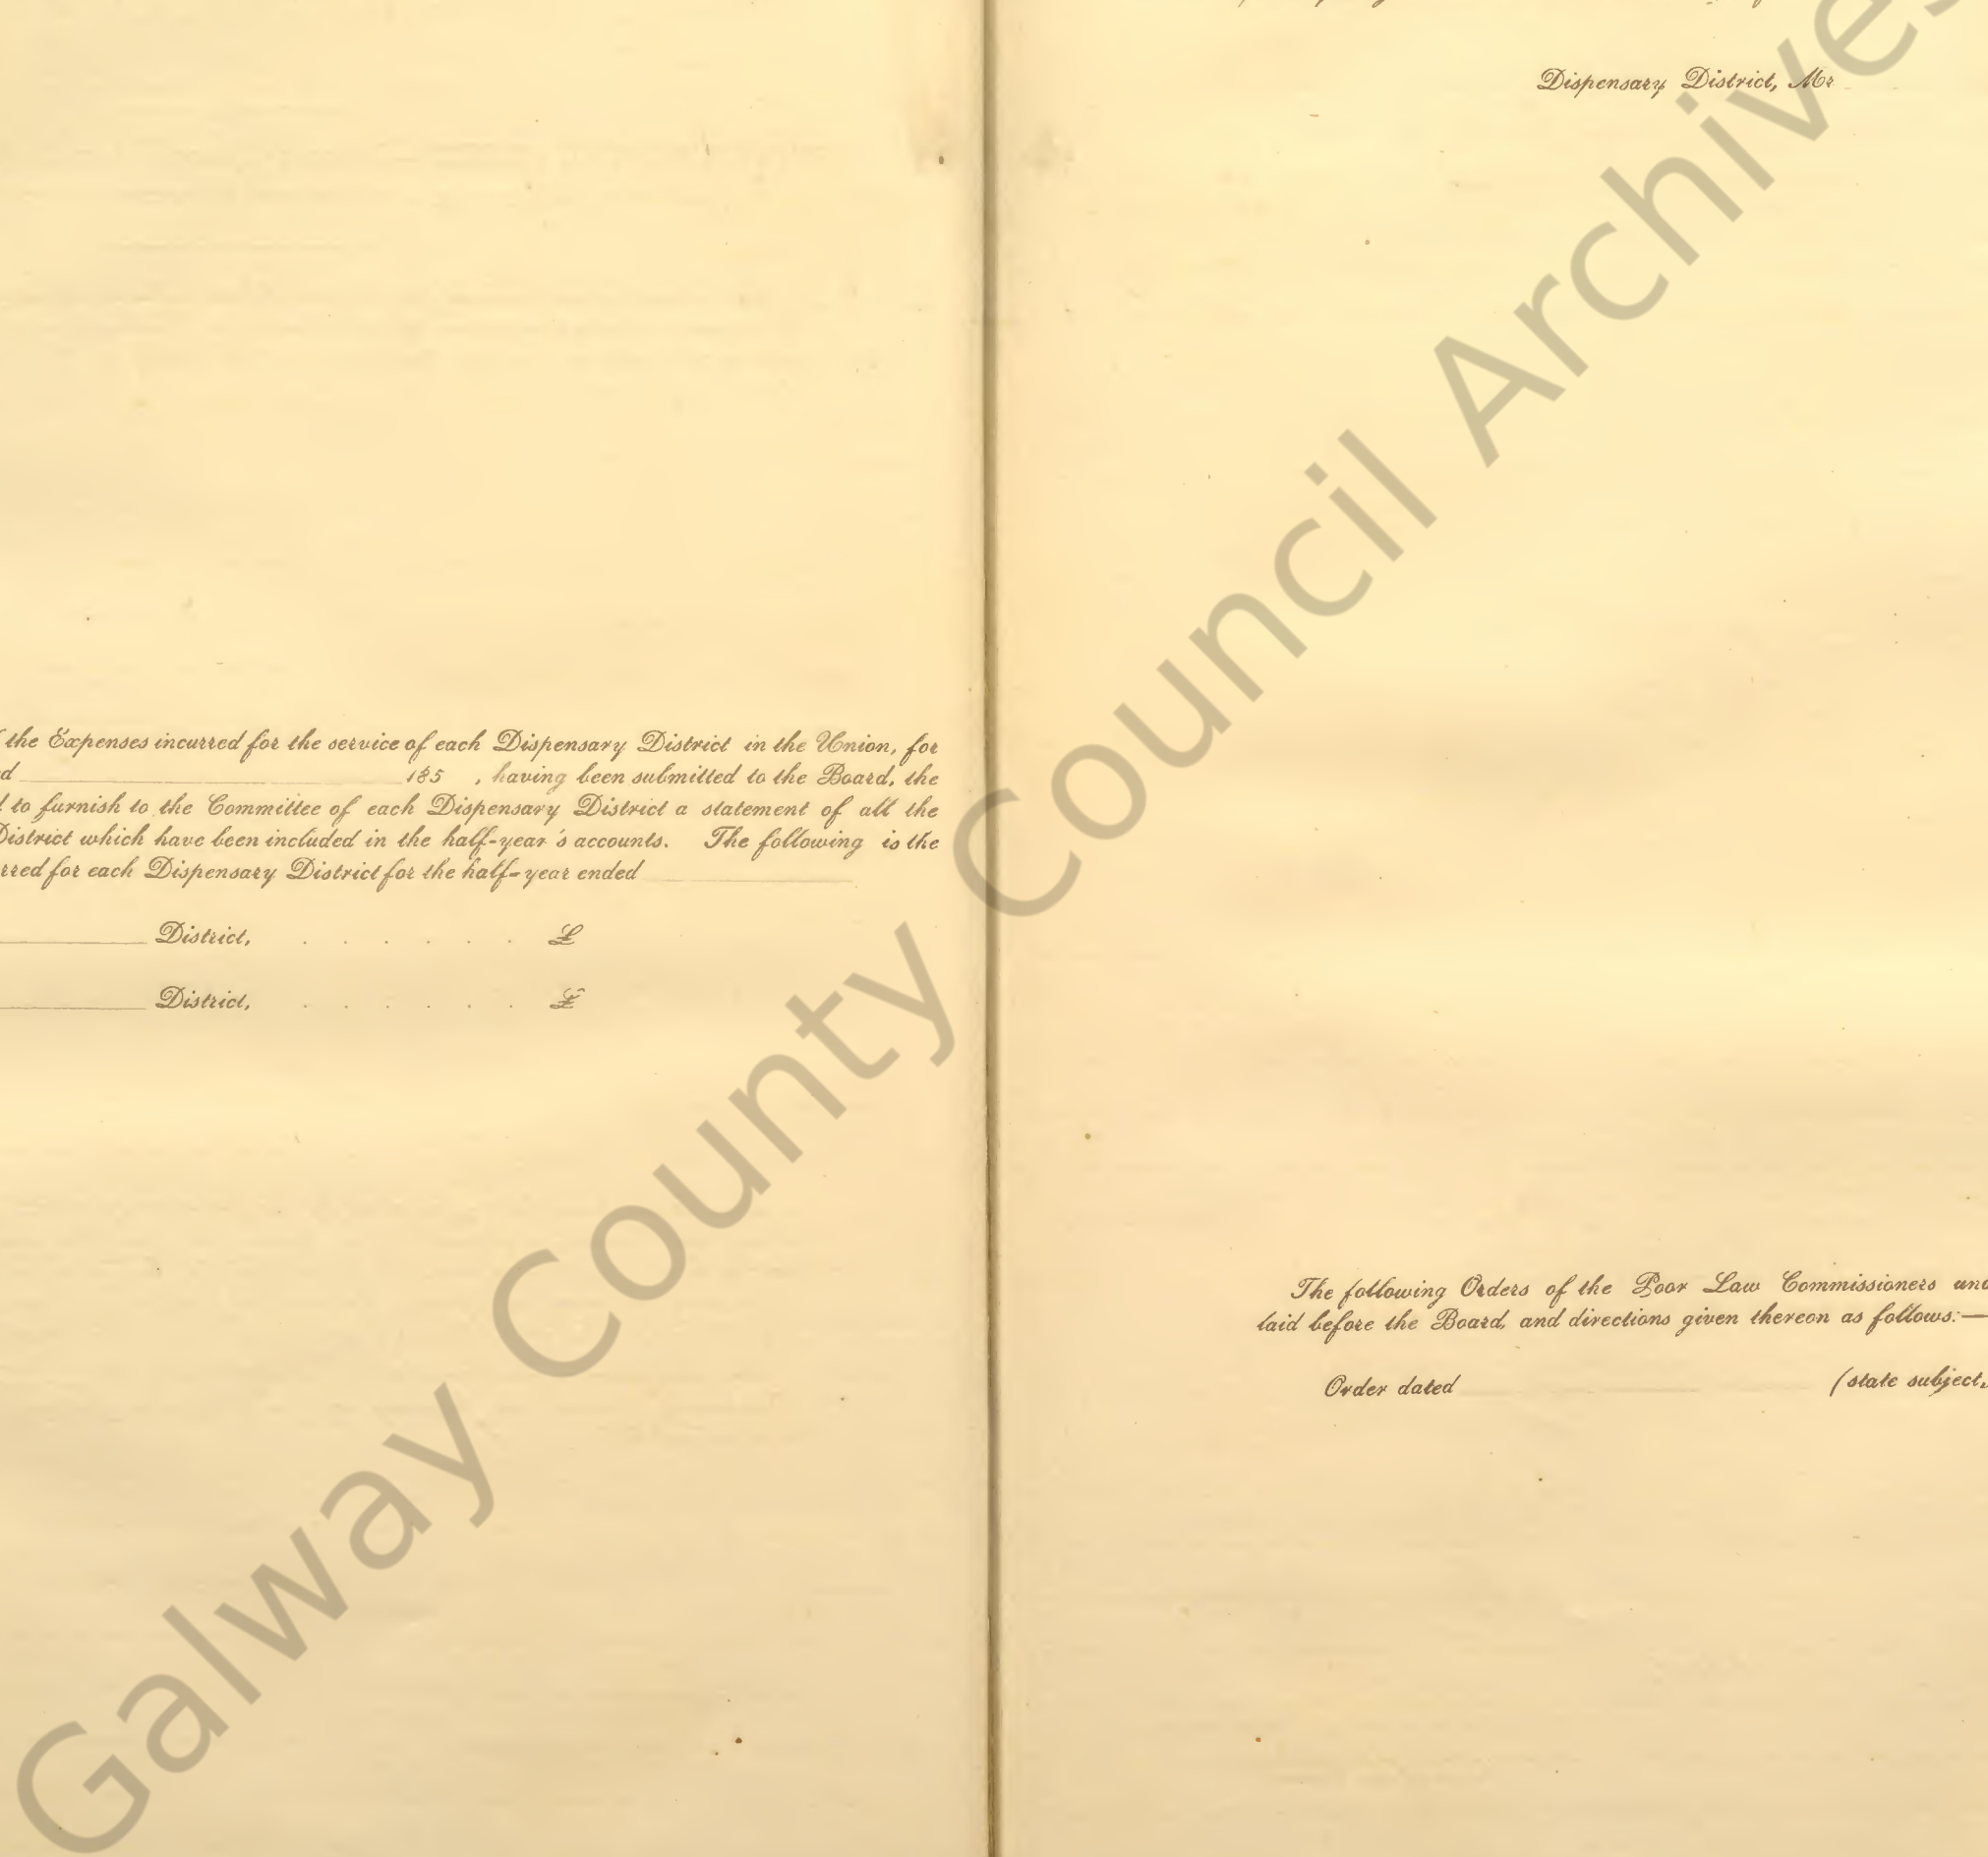 the Expenses incurred for the service of each Dispensary District in the Union, for
d 185 , having been submitted to the Board, the
to furnish to the Committee of each Dispensary District a statement of all the
District which have been included in the half-year's accounts. The following is the
rred for each Dispensary District for the half-year ended
District, . . . . . . £
District, . . . . . . £
Dispensary District, Mr
The following Orders of the Poor Law Commissioners and
laid before the Board, and directions given thereon as follows:—
Order dated (state subject,
Galway County Council Archives